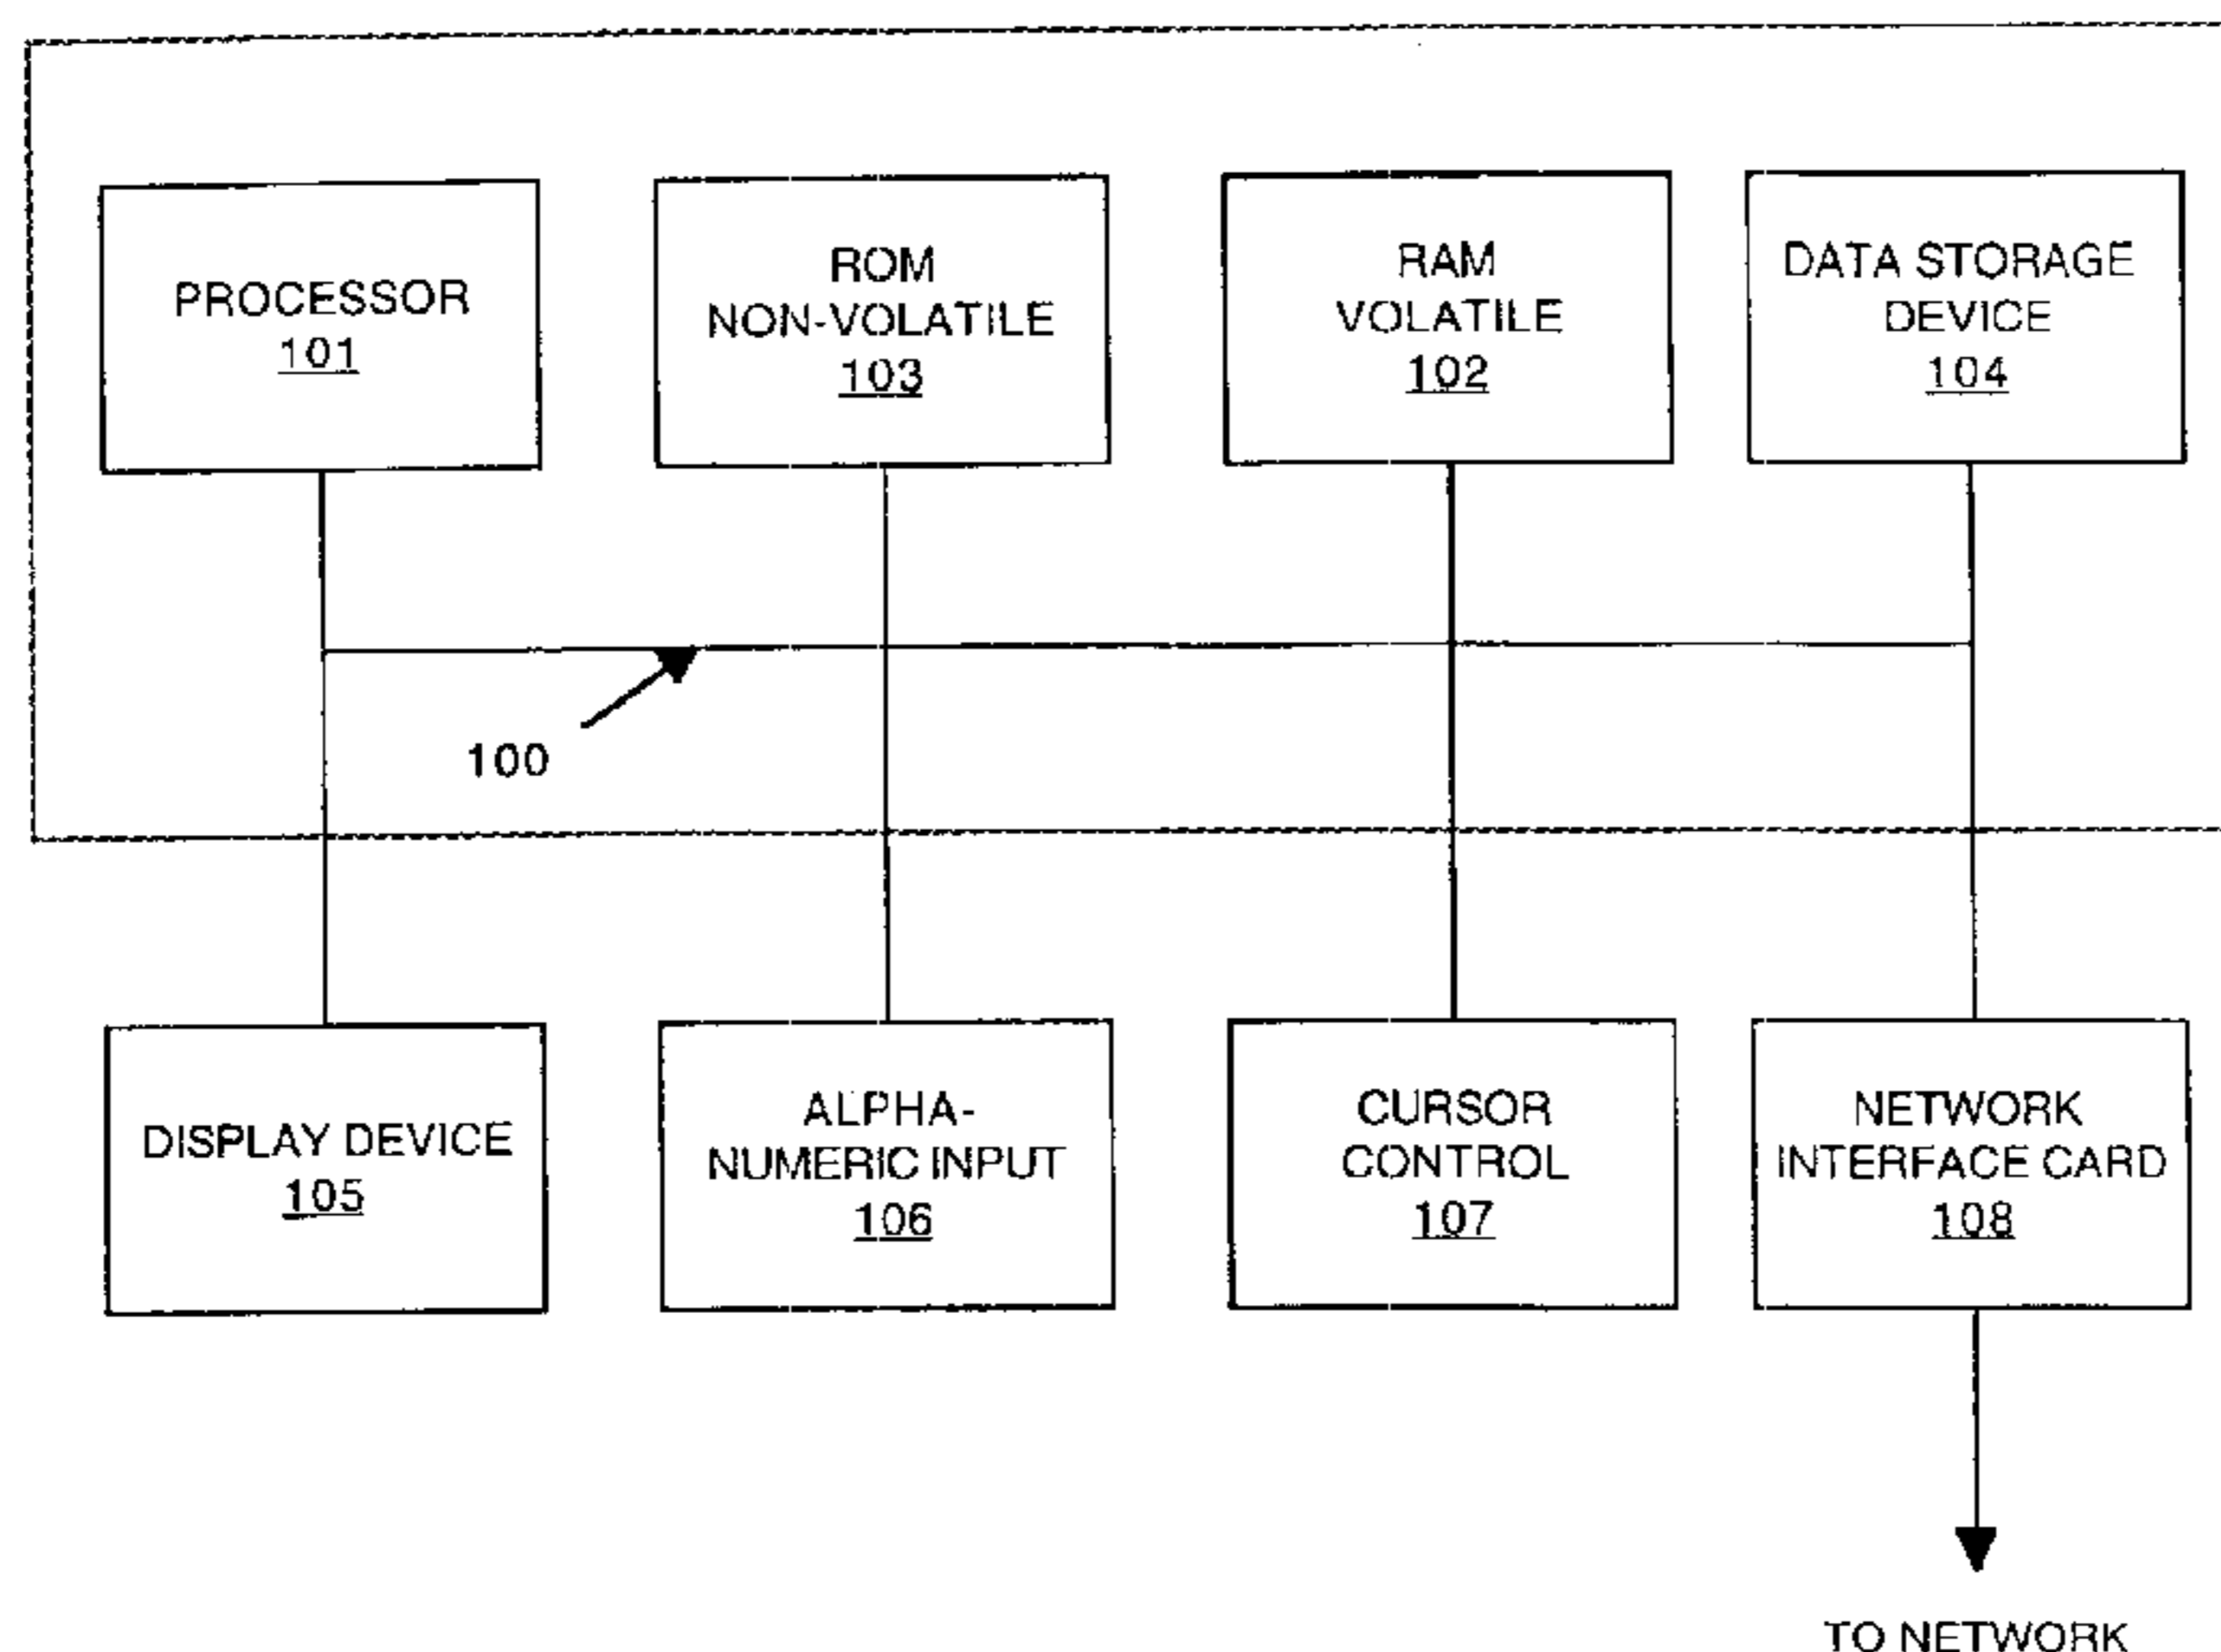 PROCESSOR
101
ROM
NON-VOLATILE
103
RAM
VOLATILE
102
DATA STORAGE
DEVICE
104
100
DISPLAY DEVICE
105
ALPHA-
NUMERIC INPUT
106
CURSOR
CONTROL
107
NETWORK
INTERFACE CARD
108
TO NETWORK